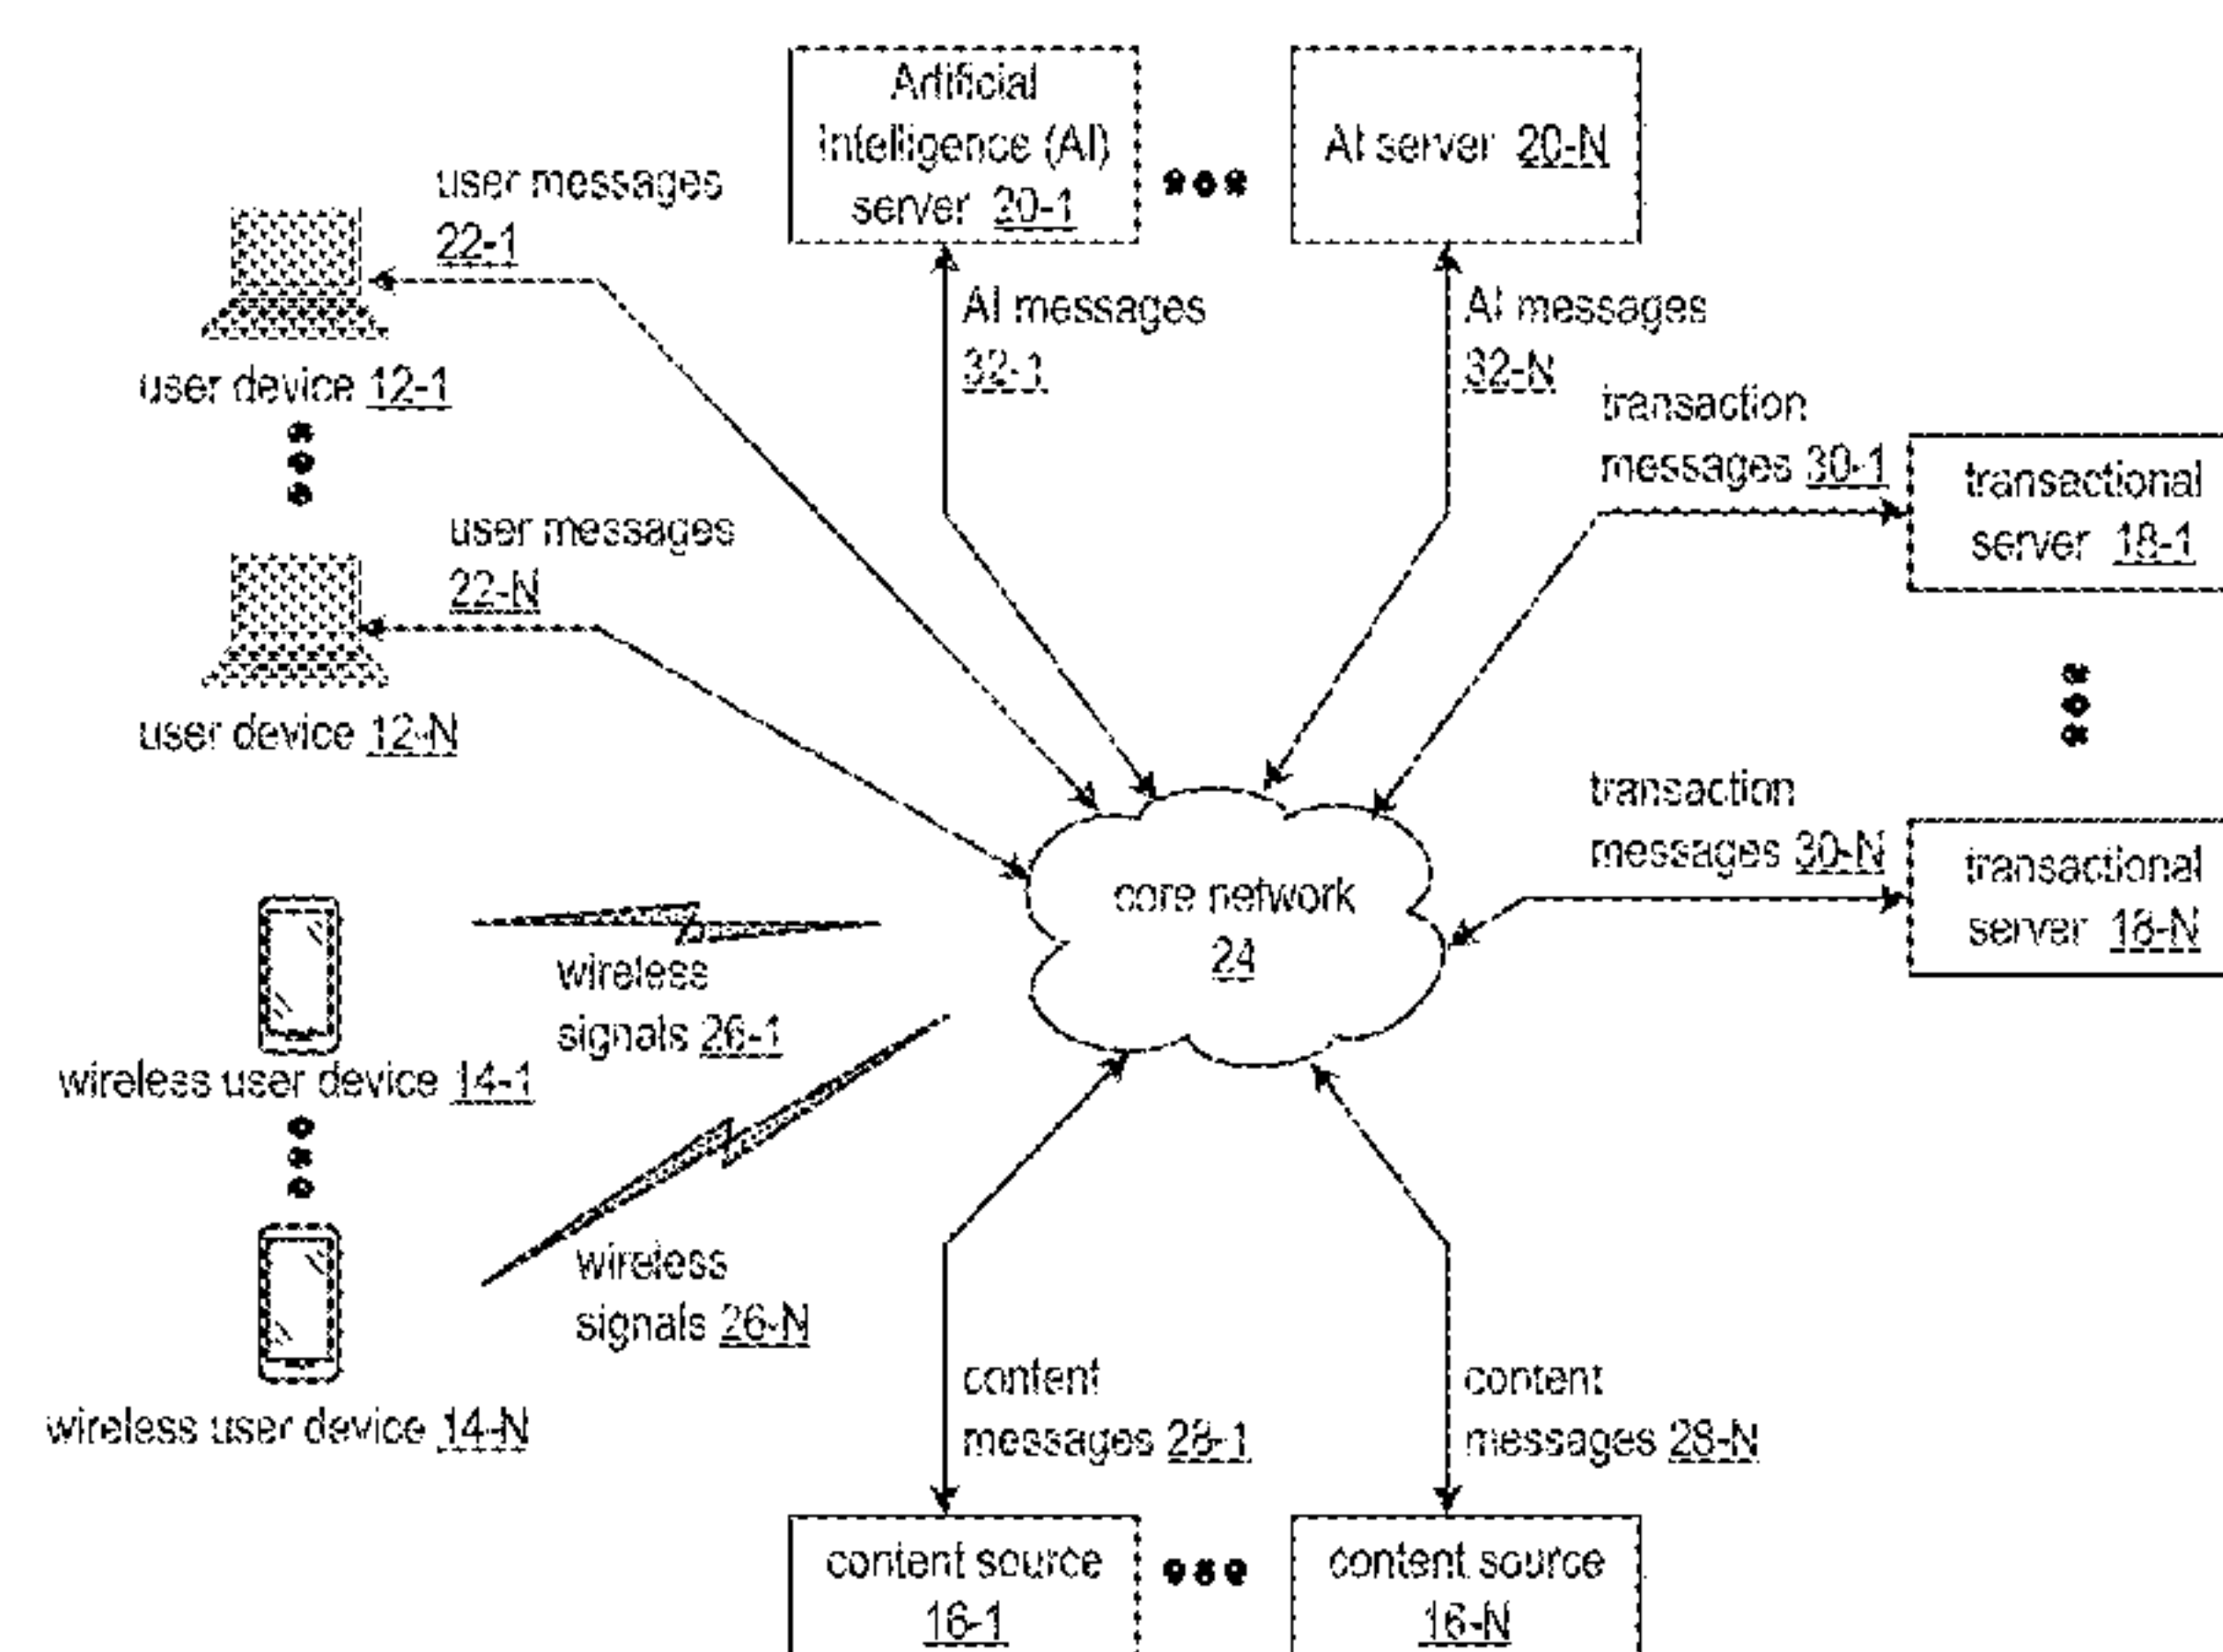 Artificial
intelligence (AI)
server 20-1
AI server 20-N
user messages
22-1
AI messages
32-1
AI messages
32-N
user device 12-1
transaction
messages 30-1
transactional
server 18-1
user messages
22-N
user device 12-N
transaction
messages 30-N
transactional
server 18-N
core network
24
wireless
signals 26-1
wireless user device 14-1
wireless
signals 26-N
wireless user device 14-N
content
messages 28-1
content
messages 28-N
content source
16-1
content source
16-N